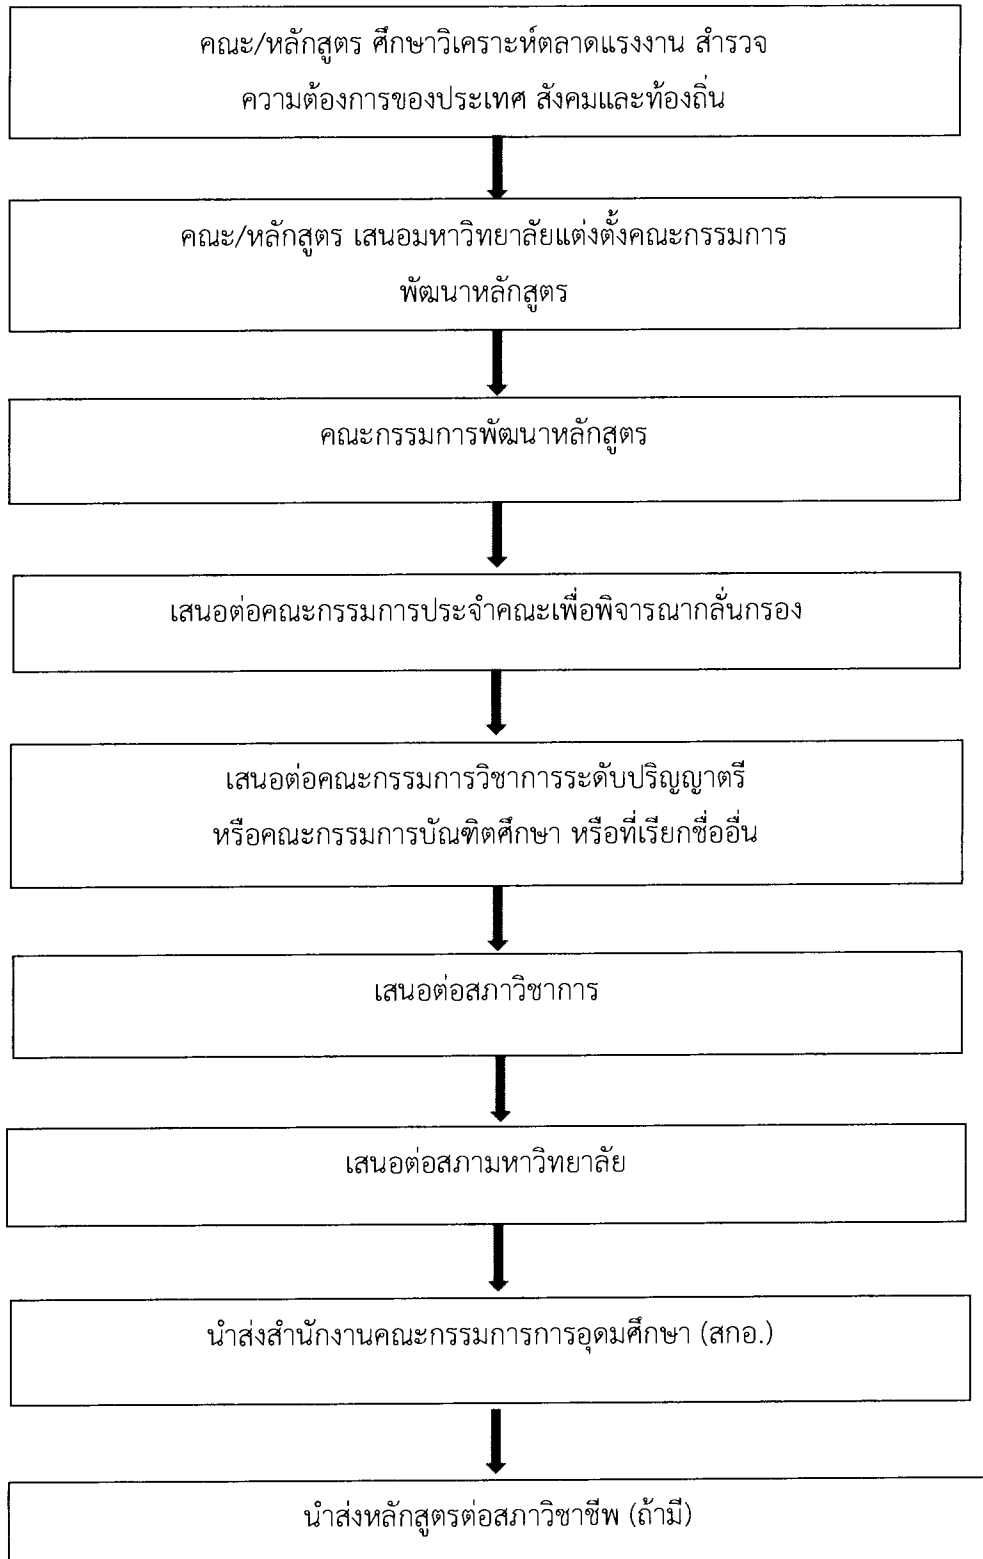 คณะ/หลักสูตร ศึกษาวิเคราะห์ตลาดแรงงาน สำรวจ
ความต้องการของประเทศ สังคมและท้องถิ่น
คณะ/หลักสูตร เสนอมหาวิทยาลัยแต่งตั้งคณะกรรมการ
พัฒนาหลักสูตร
คณะกรรมการพัฒนาหลักสูตร
เสนอต่อคณะกรรมการประจำคณะเพื่อพิจารณากลั่นกรอง
เสนอต่อคณะกรรมการวิชาการระดับปริญญาตรี
หรือคณะกรรมการบัณฑิตศึกษา หรือที่เรียกชื่ออื่น
เสนอต่อสภาวิชาการ
เสนอต่อสภามหาวิทยาลัย
นำส่งสำนักงานคณะกรรมการการอุดมศึกษา (สกอ.)
นำส่งหลักสูตรต่อสภาวิชาชีพ (ถ้ามี)